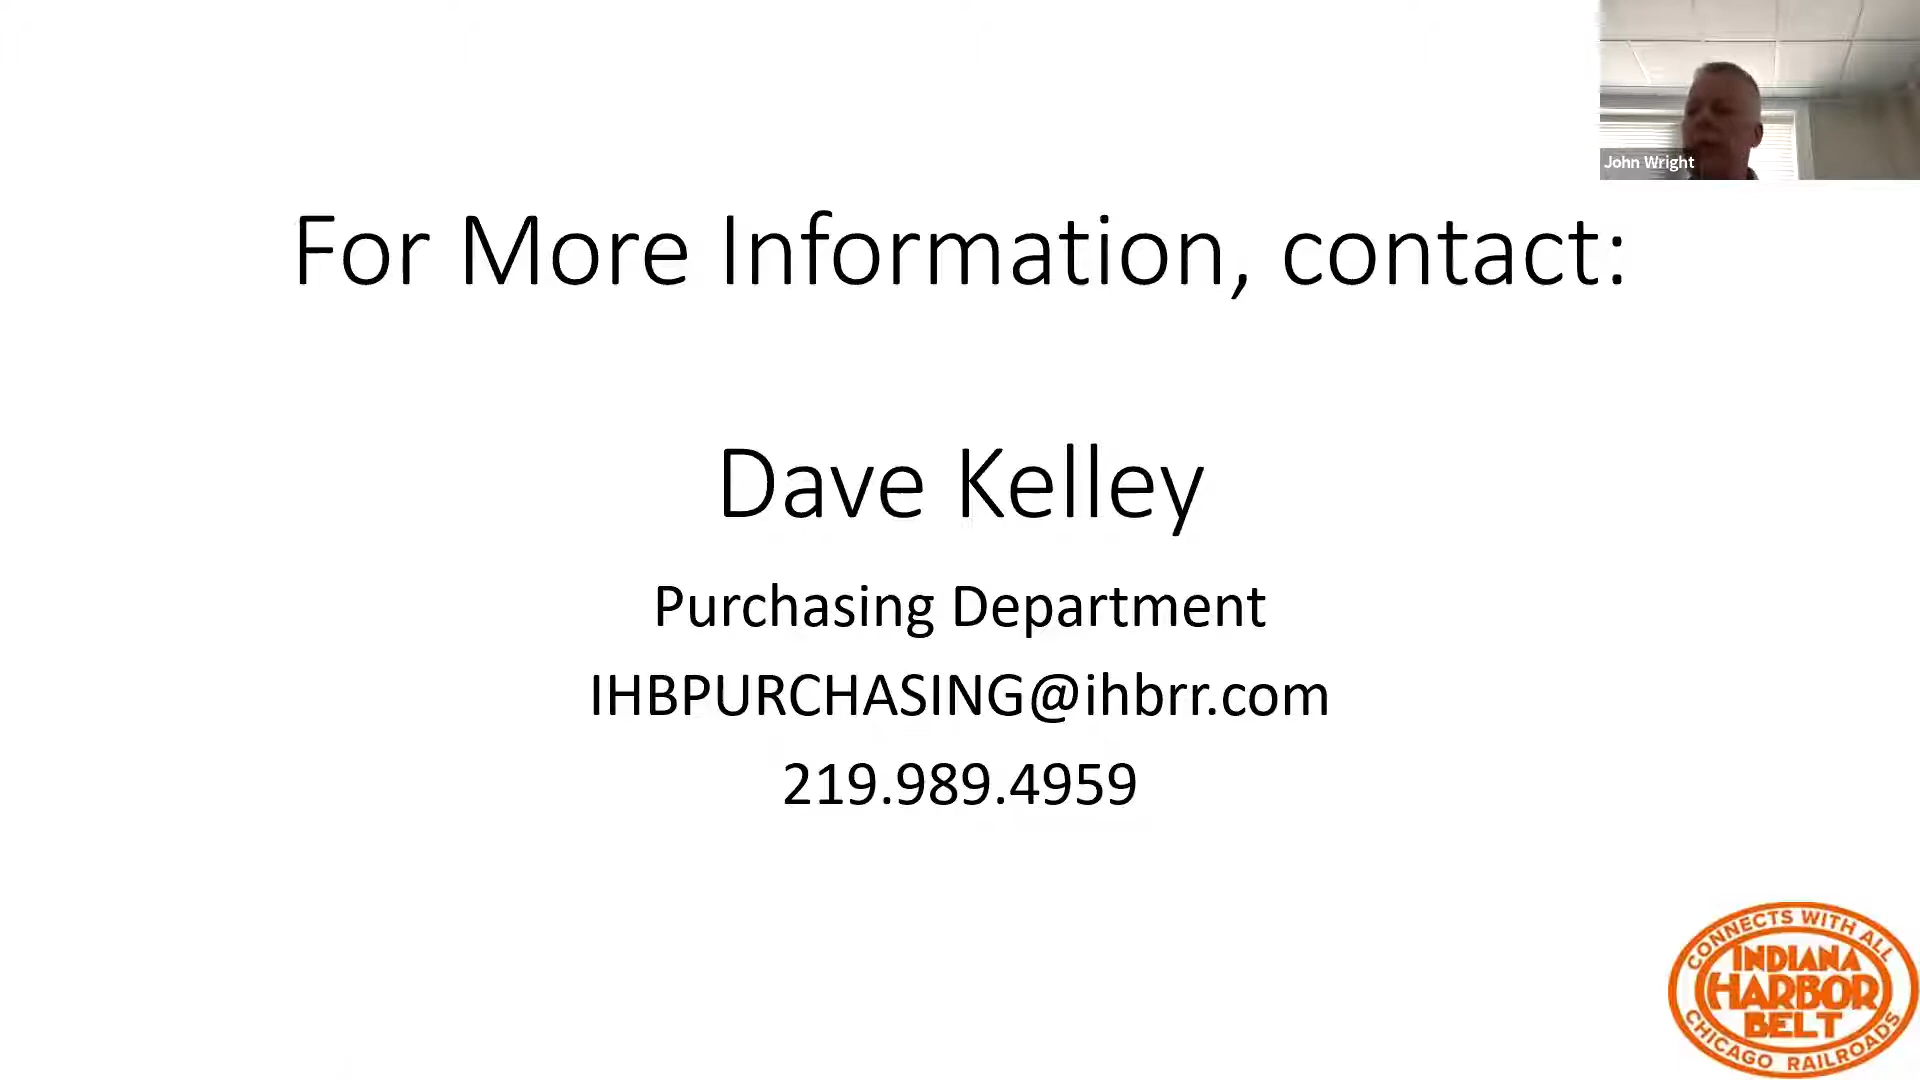 John Wright
For More Information, contact:
Dave Kelley
Purchasing Department
IHBPURCHASING@ihbrr.com
219.989.4959
CONNECTS WITH ALL
INDIANA
HARBOR
BELT
CHICAGO RAILROADS